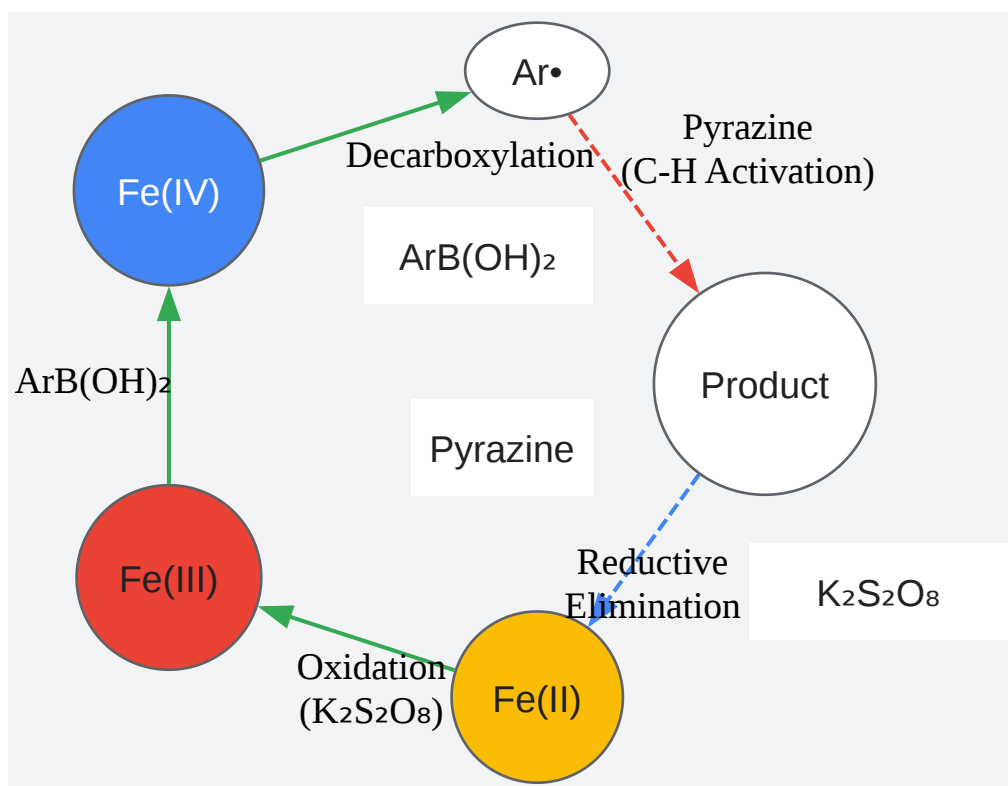 Ar•
Pyrazine
(C-H Activation)
Decarboxylation
Fe(IV)
ArB(OH)₂
ArB(OH)₂
Product
Pyrazine
Reductive
Elimination
K₂S₂O₈
Fe(III)
Oxidation
(K₂S₂O₈)
Fe(II)